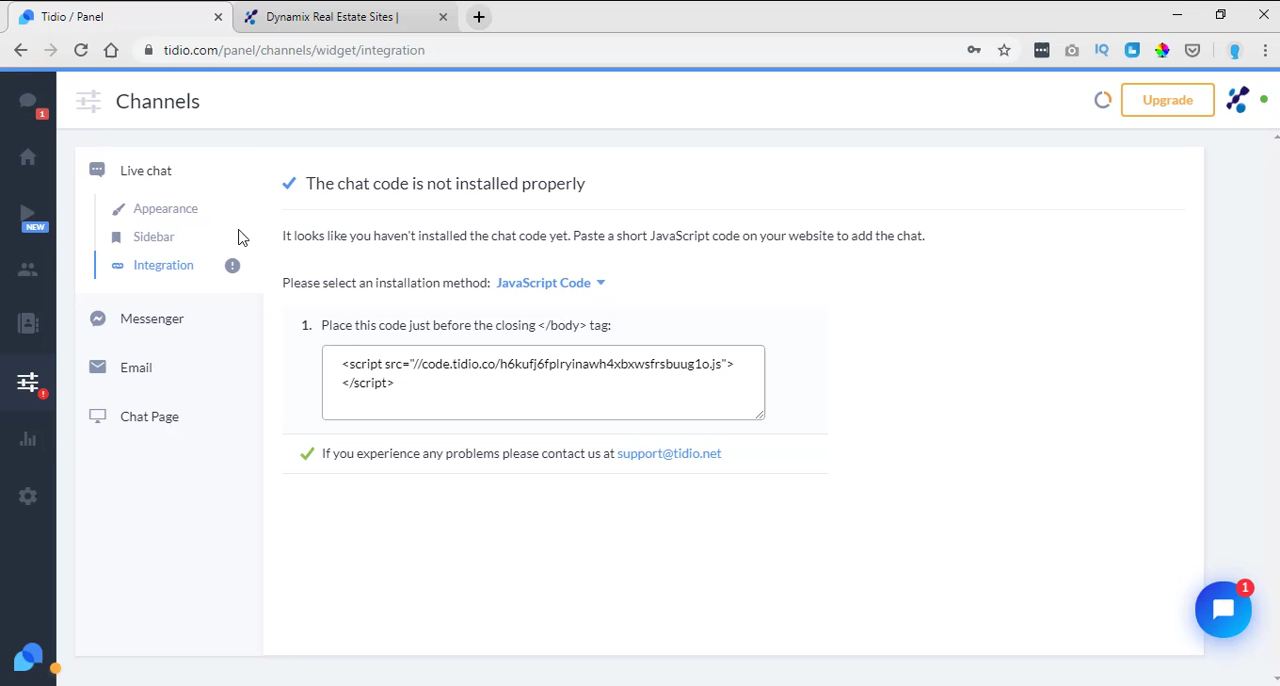 Tidio / Panel
Dynamix Real Estate Sites |
tidio.com/panel/channels/widget/integration
IQ
1
Channels
Upgrade
NEW
Live chat
Appearance
Sidebar
Integration
Messenger
Email
Chat Page
The chat code is not installed properly
It looks like you haven't installed the chat code yet. Paste a short JavaScript code on your website to add the chat.
Please select an installation method: JavaScript Code
1. Place this code just before the closing </body> tag:
<script src="//code.tidio.co/h6kufj6fplryinawh4xbxwsfrsbuug1o.js">
</script>
If you experience any problems please contact us at support@tidio.net
1